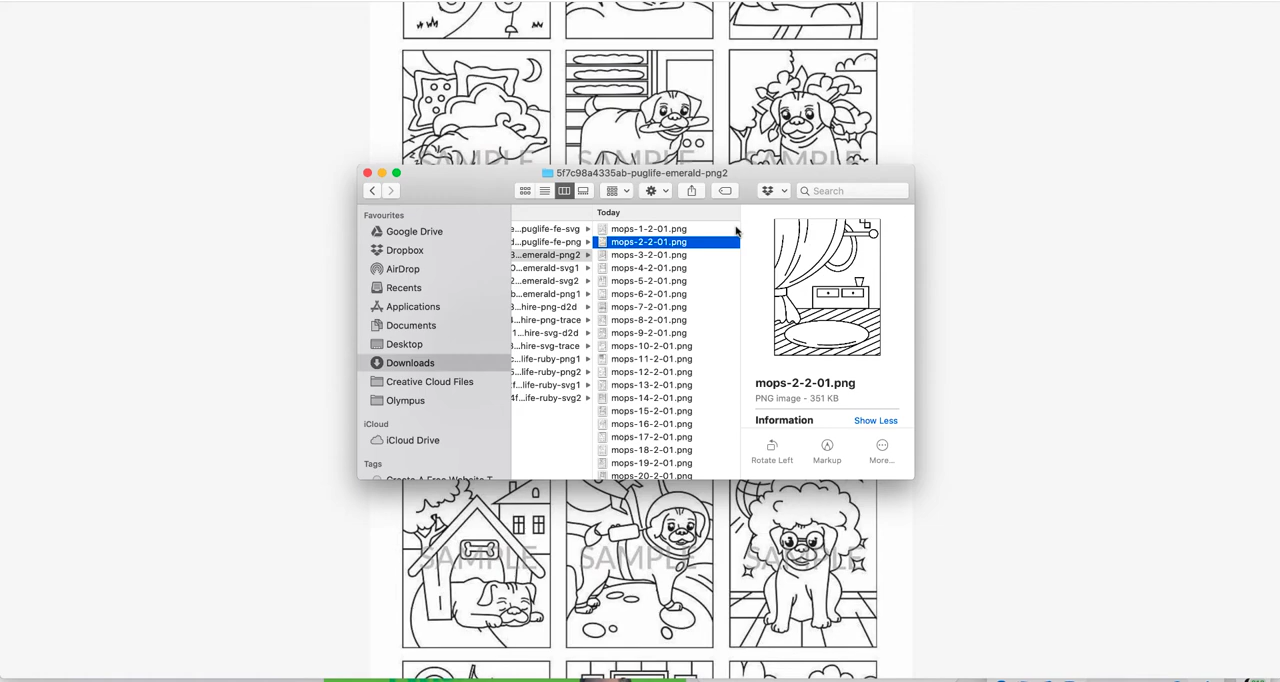 SAMPLE SAMPLE SAMPLE
5f7c98a4335ab-puglife-emerald-png2
Search
Favourites
Google Drive
Dropbox
AirDrop
Recents
Applications
Documents
Desktop
Downloads
Creative Cloud Files
Olympus
iCloud
iCloud Drive
Tags
e...puglife-fe-svg
...puglife-fe-png
...emerald-png2
...emerald-svg1
...emerald-svg2
...emerald-png1
...hire-png-d2d
...hire-png-trace
...hire-svg-d2d
...hire-svg-trace
...life-ruby-png1
...life-ruby-png2
...life-ruby-svg1
...ife-ruby-svg2
Today
mops-1-2-01.png
mops-2-2-01.png
mops-3-2-01.png
mops-4-2-01.png
mops-5-2-01.png
mops-6-2-01.png
mops-7-2-01.png
mops-8-2-01.png
mops-9-2-01.png
mops-10-2-01.png
mops-11-2-01.png
mops-12-2-01.png
mops-13-2-01.png
mops-14-2-01.png
mops-15-2-01.png
mops-16-2-01.png
mops-17-2-01.png
mops-18-2-01.png
mops-19-2-01.png
mops-20-2-01.png
mops-2-2-01.png
PNG image - 351 KB
Information Show Less
Rotate Left Markup More...
SAMPLE SAMPLE SAMPLE